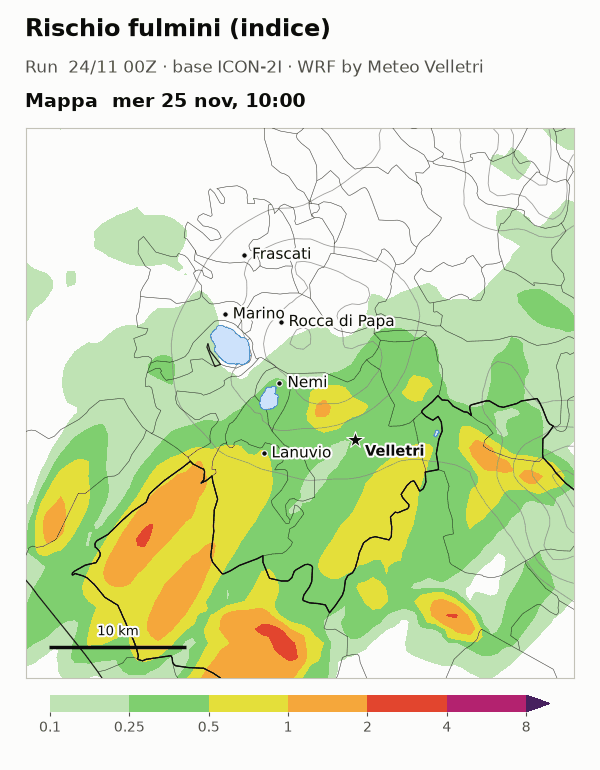 Rischio fulmini (indice)
Run  24/11 00Z · base ICON-2I · WRF by Meteo Velletri
Mappa  mer 25 nov, 10:00
Frascati
Marino
Rocca di Papa
Nemi
Velletri
Lanuvio
10 km
0.1 0.25 0.5 1 2 4 8